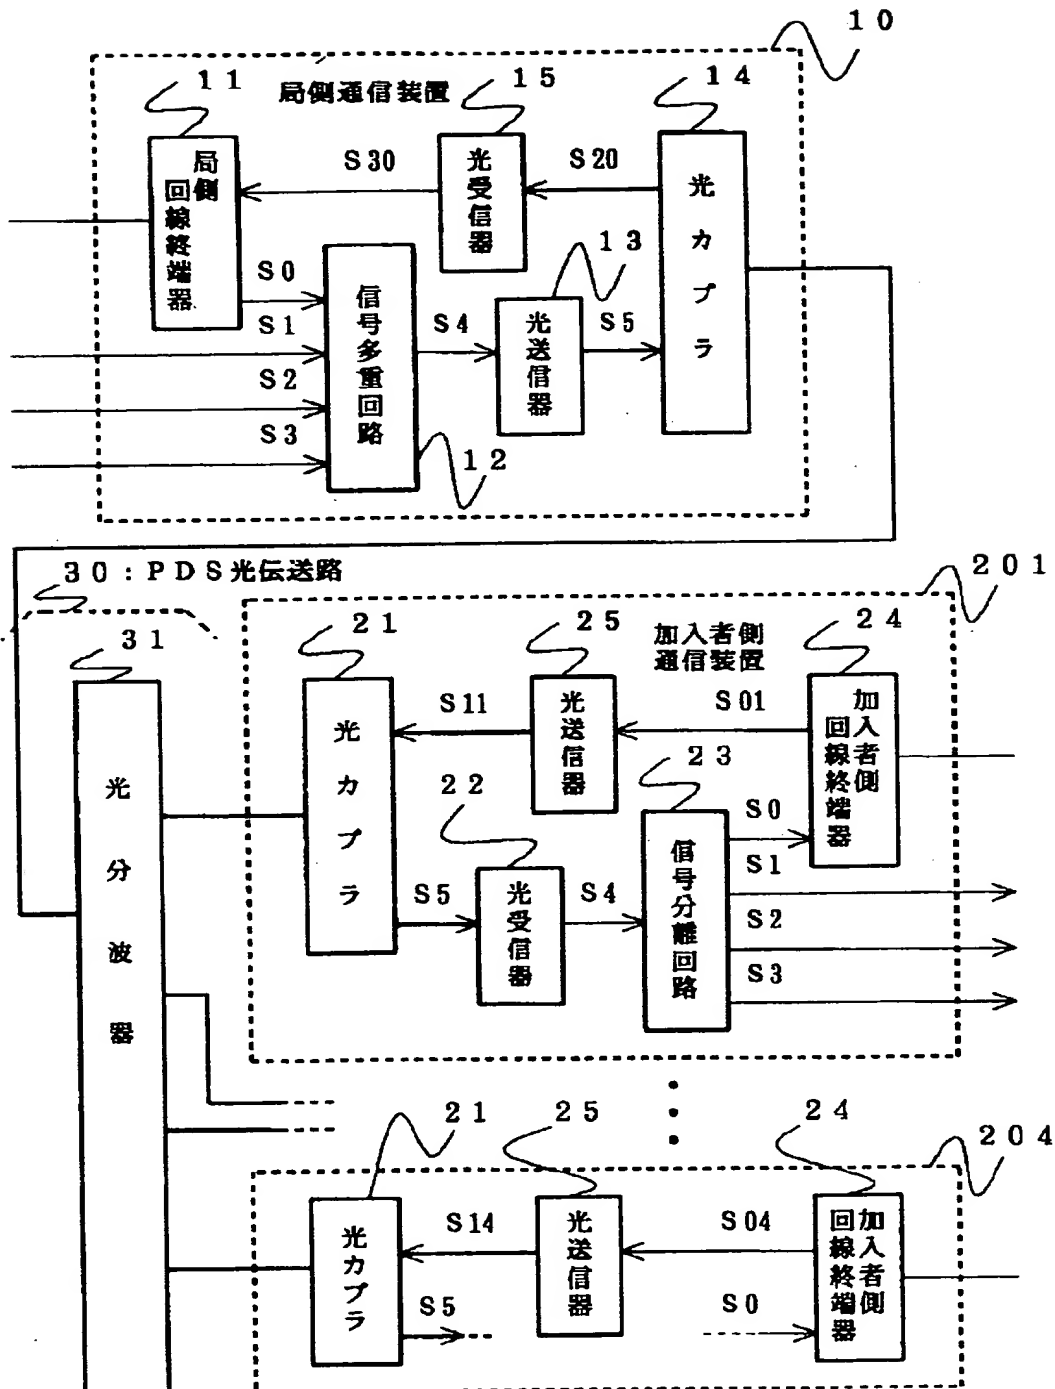 10
11
局側通信装置
15
14
局側
回線終端器
S30
光受信器
S20
光カプラ
13
S0
S1
S2
S3
信号多重回路
S4
光送信器
S5
12
30:PDS光伝送路
201
31
21
25
加入者側
通信装置
24
光分波器
光カプラ
S11
光送信器
S01
加入者側
回線終端器
22
23
S5
光受信器
S4
信号分離回路
S0
S1
S2
S3
21
25
24
204
光カプラ
S14
光送信器
S04
加入者側
回線終端器
S5
S0